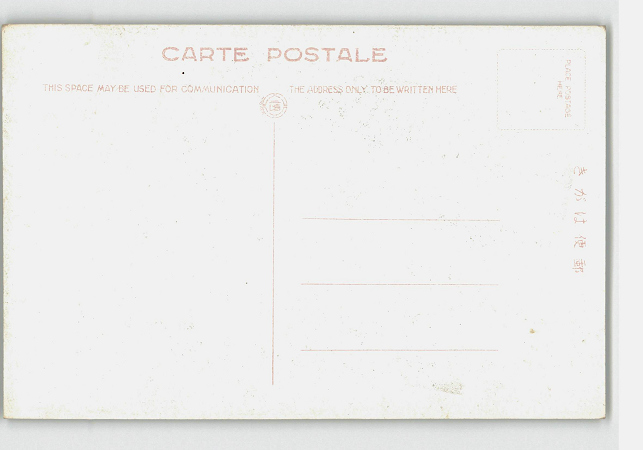 CARTE POSTALE
THIS SPACE MAY BE USED FOR COMMUNICATION
THE ADDRESS ONLY TO BE WRITTEN HERE
PLACE POSTAGE
HERE
きがは便郵